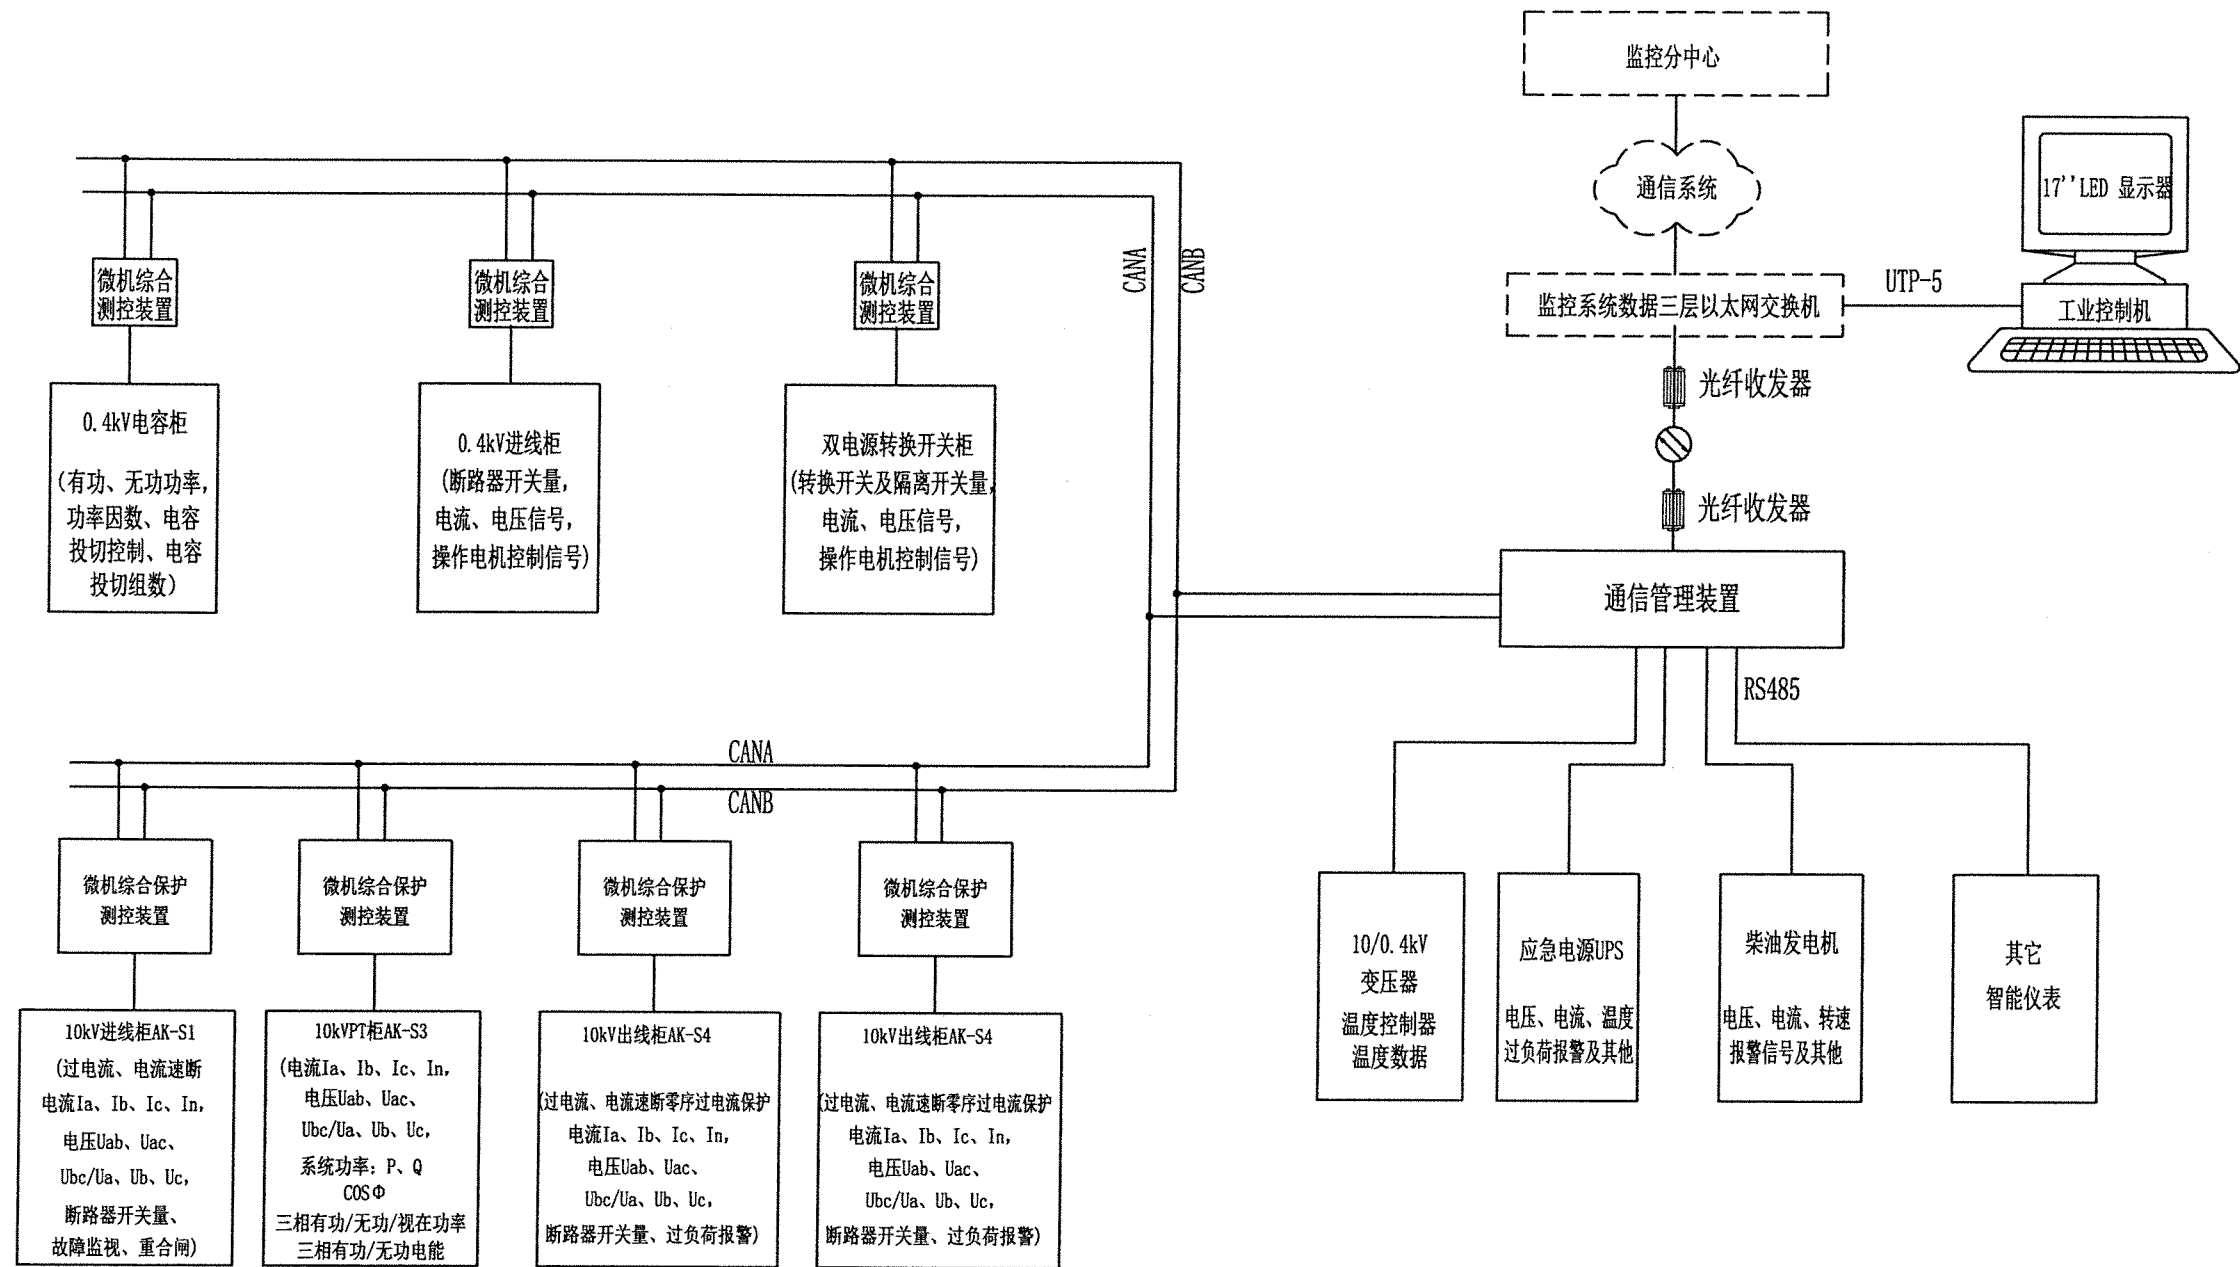 监控分中心
通信系统
17''LED 显示器
监控系统数据三层以太网交换机
UTP-5
工业控制机
光纤收发器
光纤收发器
通信管理装置
RS485
CANA
CANB
微机综合
测控装置
微机综合
测控装置
微机综合
测控装置
0.4kV电容柜
(有功、无功功率,
功率因数、电容
投切控制、电容
投切组数)
0.4kV进线柜
(断路器开关量,
电流、电压信号,
操作电机控制信号)
双电源转换开关柜
(转换开关及隔离开关量,
电流、电压信号,
操作电机控制信号)
CANA
CANB
微机综合保护
测控装置
微机综合保护
测控装置
微机综合保护
测控装置
微机综合保护
测控装置
10kV进线柜AK-S1
(过电流、电流速断
电流Ia、Ib、Ic、In,
电压Uab、Uac、
Ubc/Ua、Ub、Uc,
断路器开关量、
故障监视、重合闸)
10kVPT柜AK-S3
(电流Ia、Ib、Ic、In,
电压Uab、Uac、
Ubc/Ua、Ub、Uc,
系统功率: P、Q
COSΦ
三相有功/无功/视在功率
三相有功/无功电能
10kV出线柜AK-S4
(过电流、电流速断零序过电流保护
电流Ia、Ib、Ic、In,
电压Uab、Uac、
Ubc/Ua、Ub、Uc,
断路器开关量、过负荷报警)
10kV出线柜AK-S4
(过电流、电流速断零序过电流保护
电流Ia、Ib、Ic、In,
电压Uab、Uac、
Ubc/Ua、Ub、Uc,
断路器开关量、过负荷报警)
10/0.4kV
变压器
温度控制器
温度数据
应急电源UPS
电压、电流、温度
过负荷报警及其他
柴油发电机
电压、电流、转速
报警信号及其他
其它
智能仪表